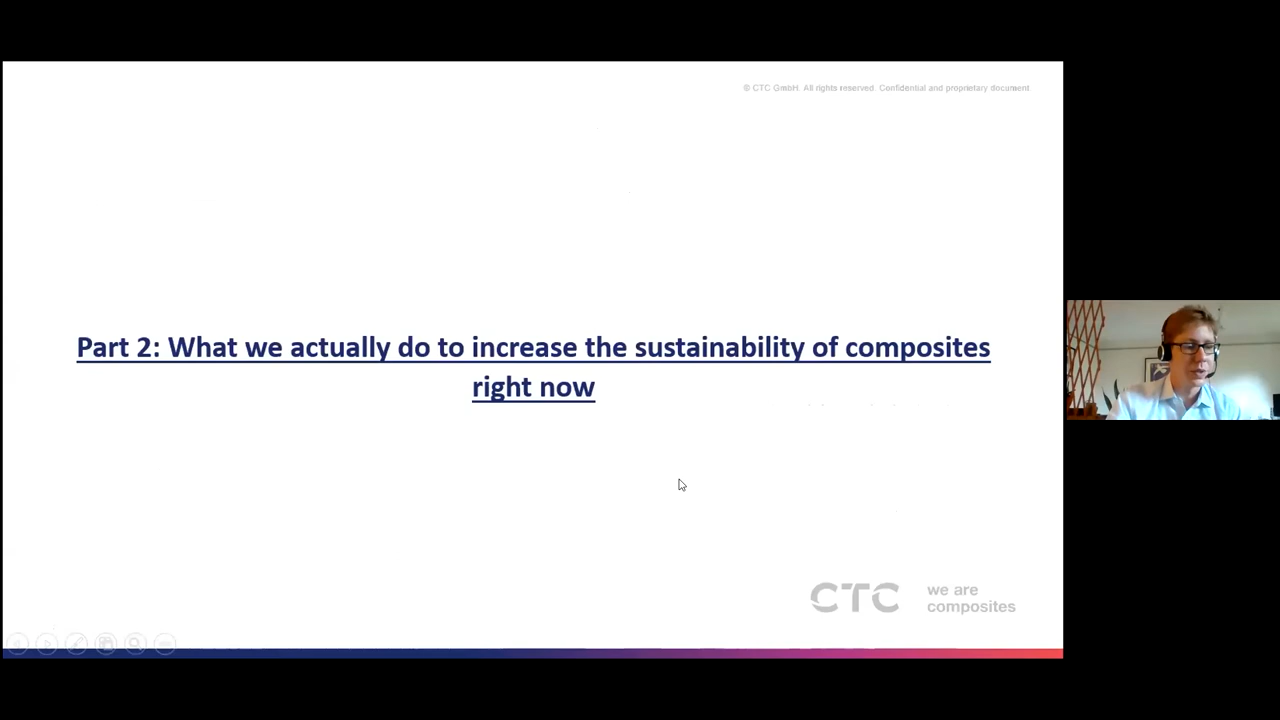 © CTC GmbH. All rights reserved. Confidential and proprietary document
Part 2: What we actually do to increase the sustainability of composites
right now
CTC
we are
composites